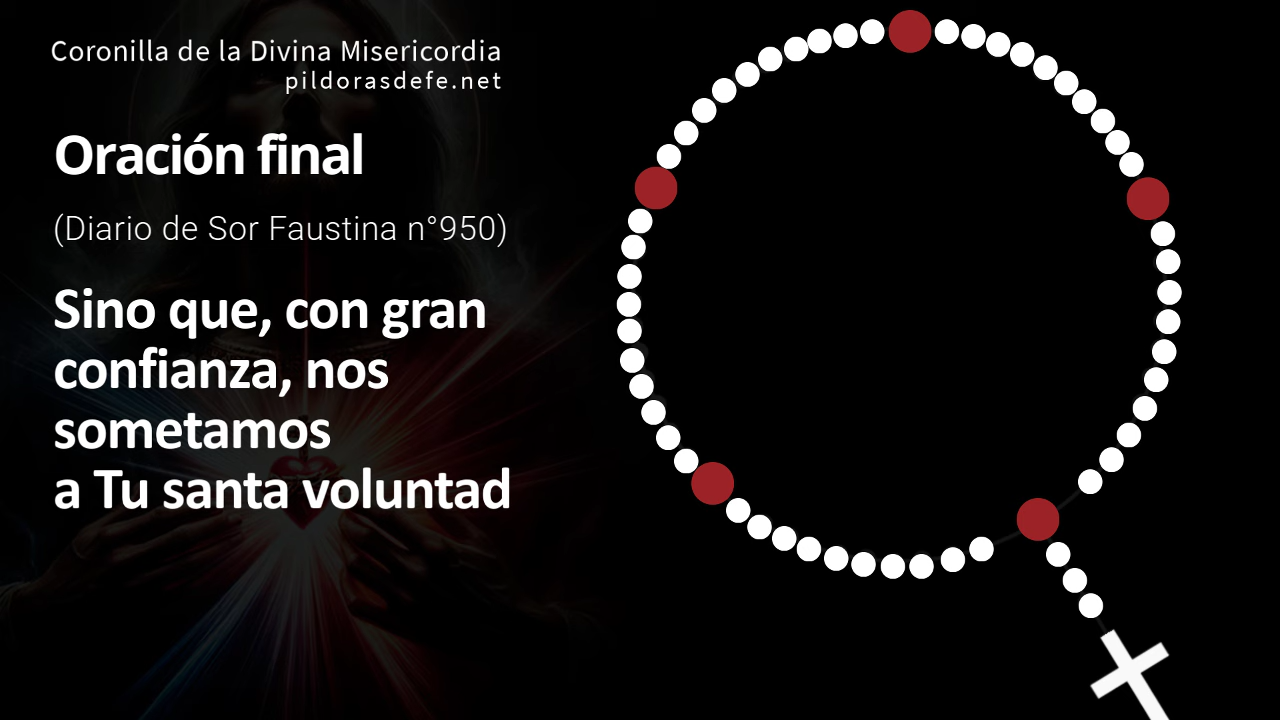 Coronilla de la Divina Misericordia
pildorasdefe.net
Oración final
(Diario de Sor Faustina n°950)
Sino que, con gran
confianza, nos
sometamos
a Tu santa voluntad